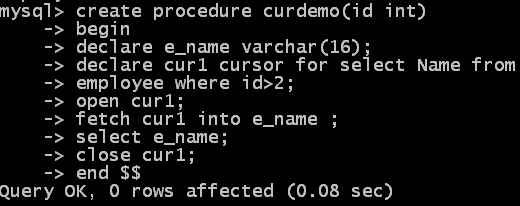 mysql> create procedure curdemo(id int)
    -> begin
    -> declare e_name varchar(16);
    -> declare cur1 cursor for select Name from
    -> employee where id>2;
    -> open cur1;
    -> fetch cur1 into e_name ;
    -> select e_name;
    -> close cur1;
    -> end $$
Query OK, 0 rows affected (0.08 sec)